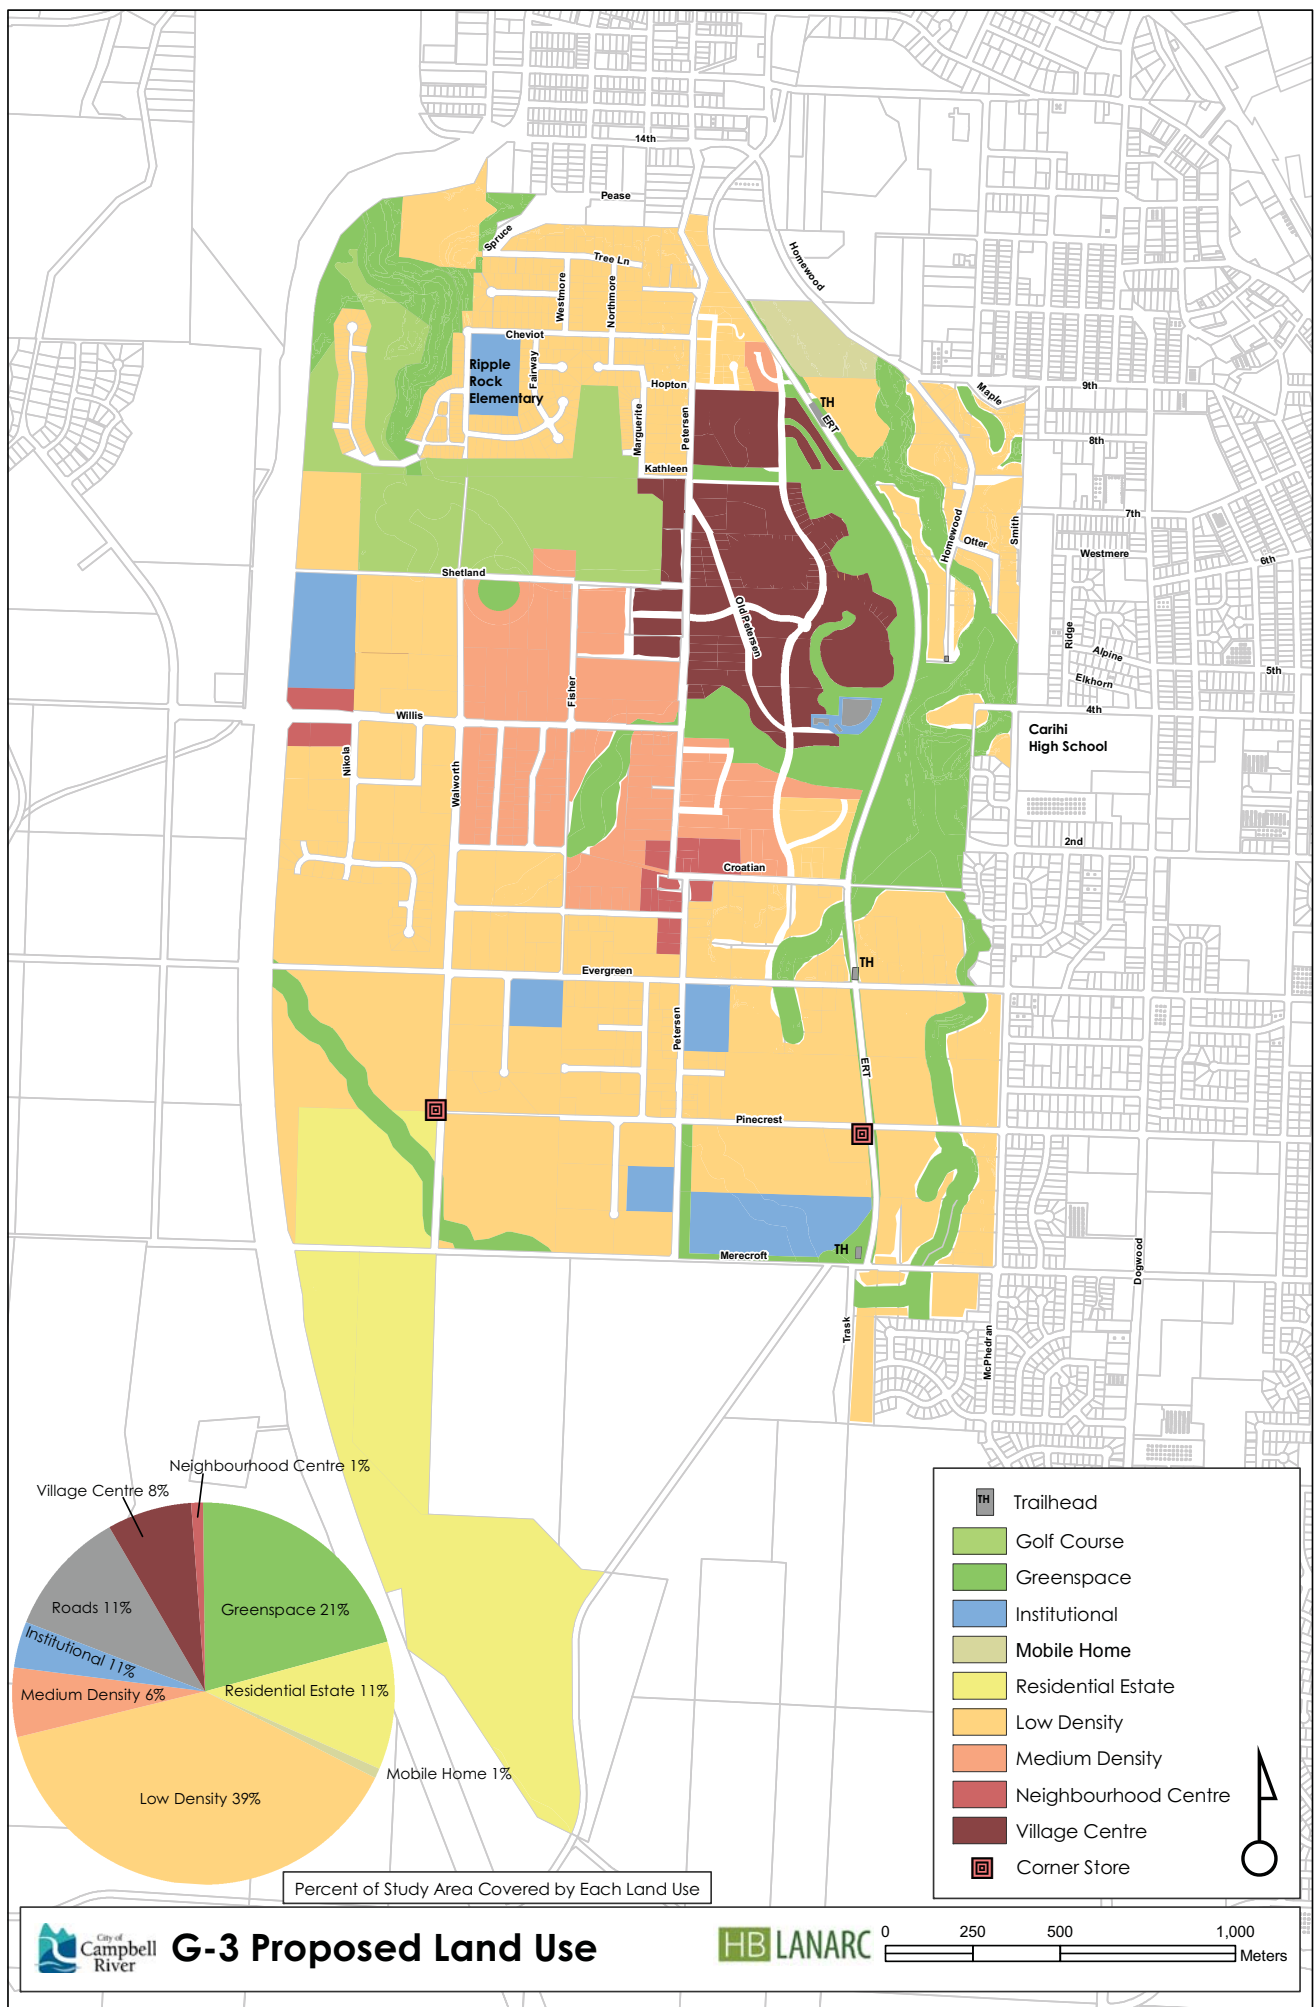 14th
Pease
Spruce
Tree Ln
Homewood
Westmore
Northmore
Cheviot
Ripple
Rock
Elementary
Fairway
Hopton
Marguerite
Petersen
Kathleen
TH
ERT
Maple
9th
8th
7th
Smith
Homewood
Otter
Westmere
6th
Shetland
Old Petersen
Ridge
Alpine
Elkhorn
5th
4th
Fisher
Willis
Carihi
High School
Nikola
Walworth
2nd
Croatian
TH
Evergreen
Petersen
ERT
Pinecrest
TH
Merecroft
Dogwood
Trask
McPhedran
Neighbourhood Centre 1%
Village Centre 8%
Roads 11%
Greenspace 21%
Institutional 11%
Medium Density 6%
Residential Estate 11%
Mobile Home 1%
Low Density 39%
Percent of Study Area Covered by Each Land Use
TH
Trailhead
Golf Course
Greenspace
Institutional
Mobile Home
Residential Estate
Low Density
Medium Density
Neighbourhood Centre
Village Centre
Corner Store
City of
Campbell
River
G-3 Proposed Land Use
HB LANARC
0 250 500 1,000
Meters